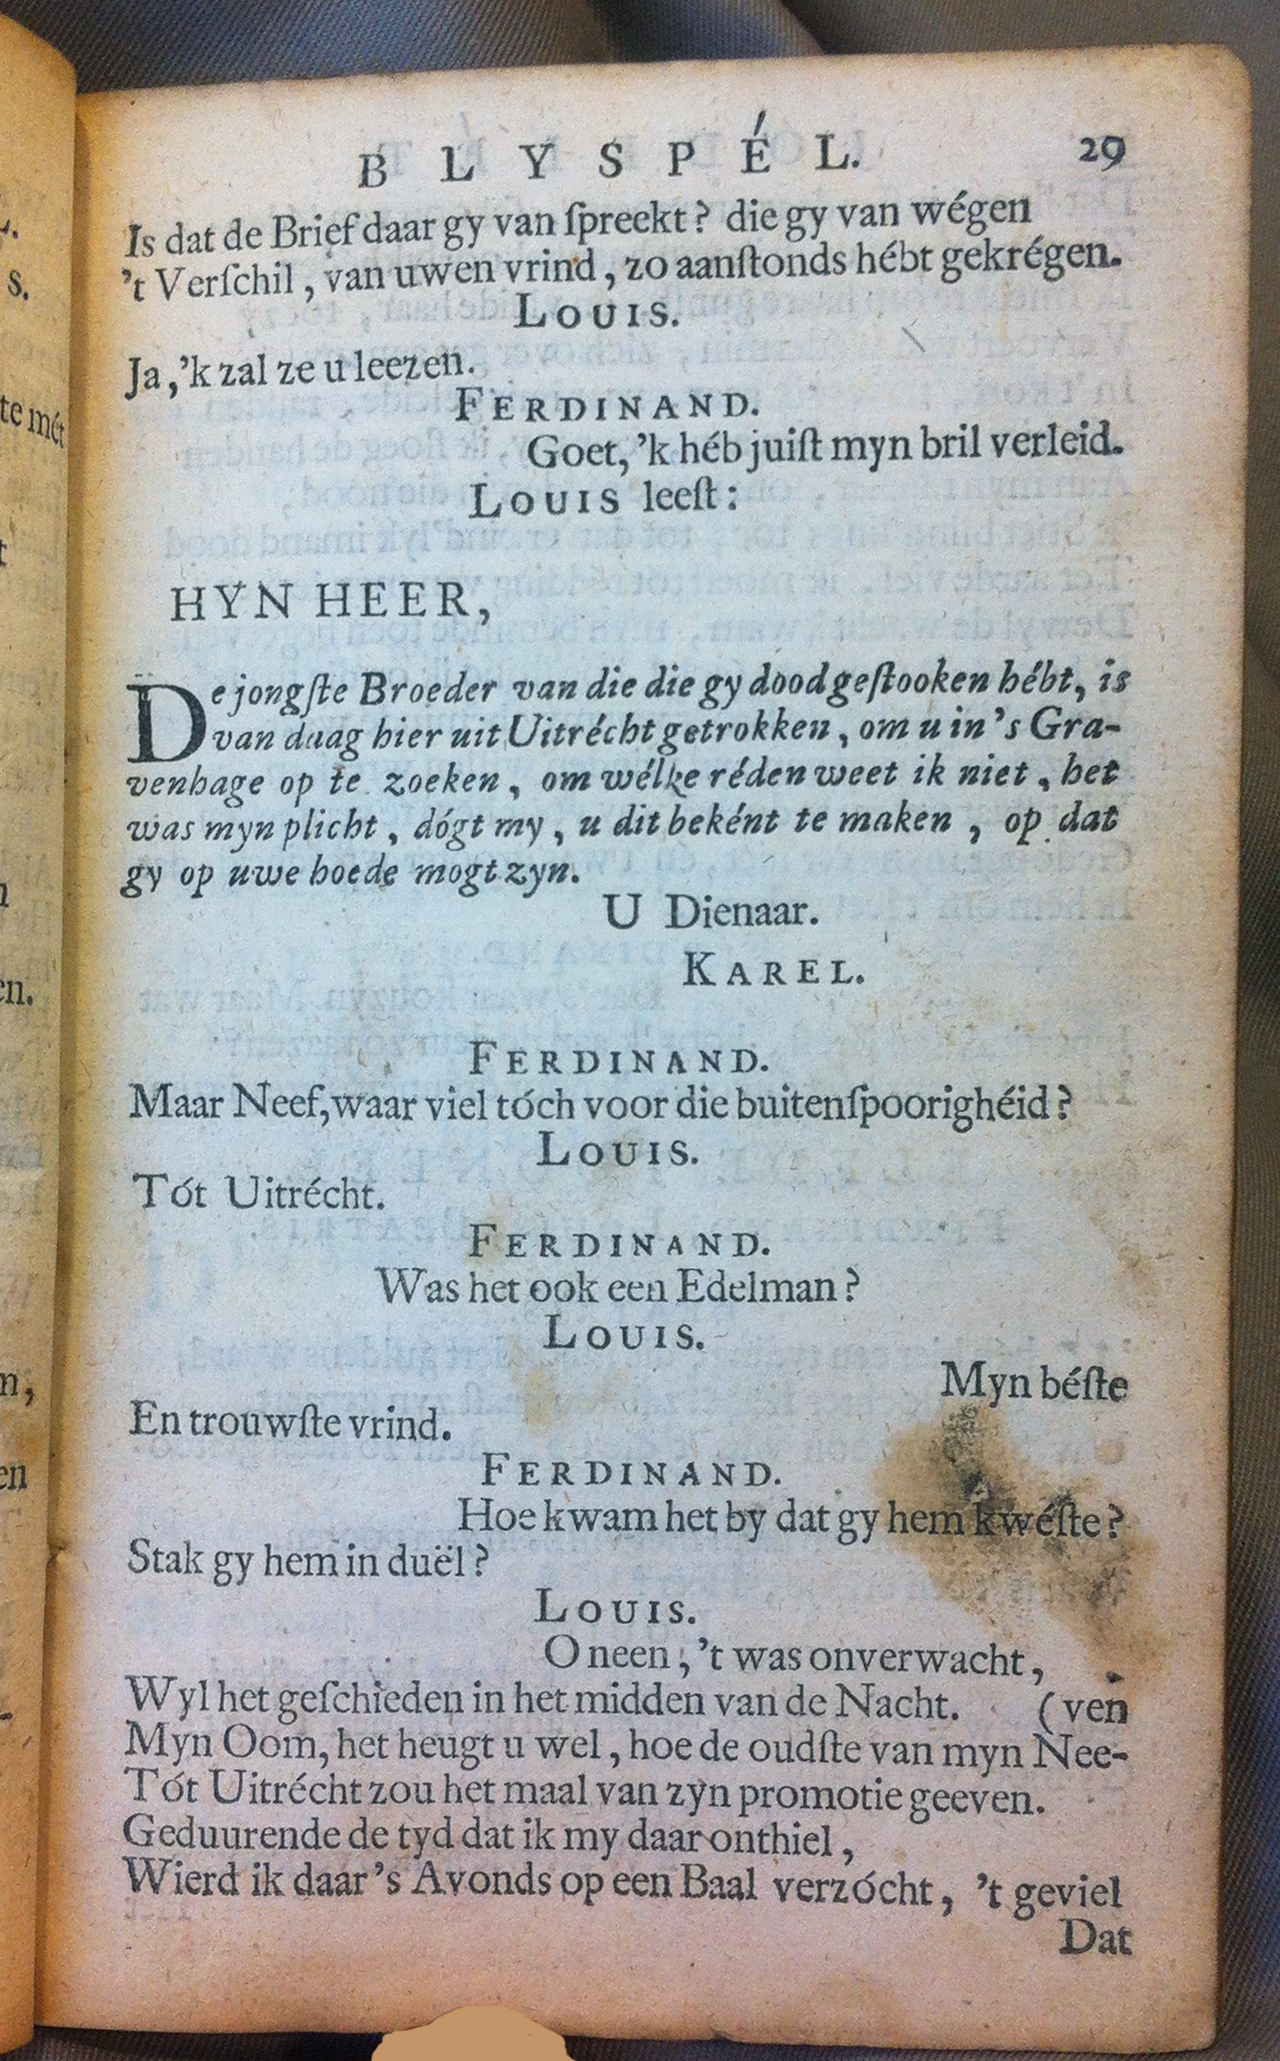 BLYSPÉL. 29
Is dat de Brief daar gy van ſpreekt? die gy van wégen
't Verſchil, van uwen vrind, zo aanſtonds hébt gekrégen.
LOUIS.
Ja, 'k zal ze u leezen.
FERDINAND.
Goet, 'k héb juiſt myn bril verleid.
LOUIS leeſt:
HYN HEER,
De jongſte Broeder van die die gy doodgeſtooken hébt, is
van daag hier uit Uitrécht getrokken, om u in 's Gra-
venhage op te zoeken, om wélke réden weet ik niet, het
was myn plicht, dógt my, u dit beként te maken, op dat
gy op uwe hoede mogt zyn.
U Dienaar.
KAREL.
FERDINAND.
Maar Neef, waar viel tóch voor die buitenſpoorighéid?
LOUIS.
Tót Uitrécht.
FERDINAND.
Was het ook een Edelman?
LOUIS.
Myn béſte
En trouwſte vrind.
FERDINAND.
Hoe kwam het by dat gy hem kwéſte?
Stak gy hem in duël?
LOUIS.
O neen, 't was onverwacht,
Wyl het geſchieden in het midden van de Nacht. (ven
Myn Oom, het heugt u wel, hoe de oudſte van myn Nee-
Tót Uitrécht zou het maal van zyn promotie geeven.
Geduurende de tyd dat ik my daar onthiel,
Wierd ik daar 's Avonds op een Baal verzócht, 't geviel
Dat